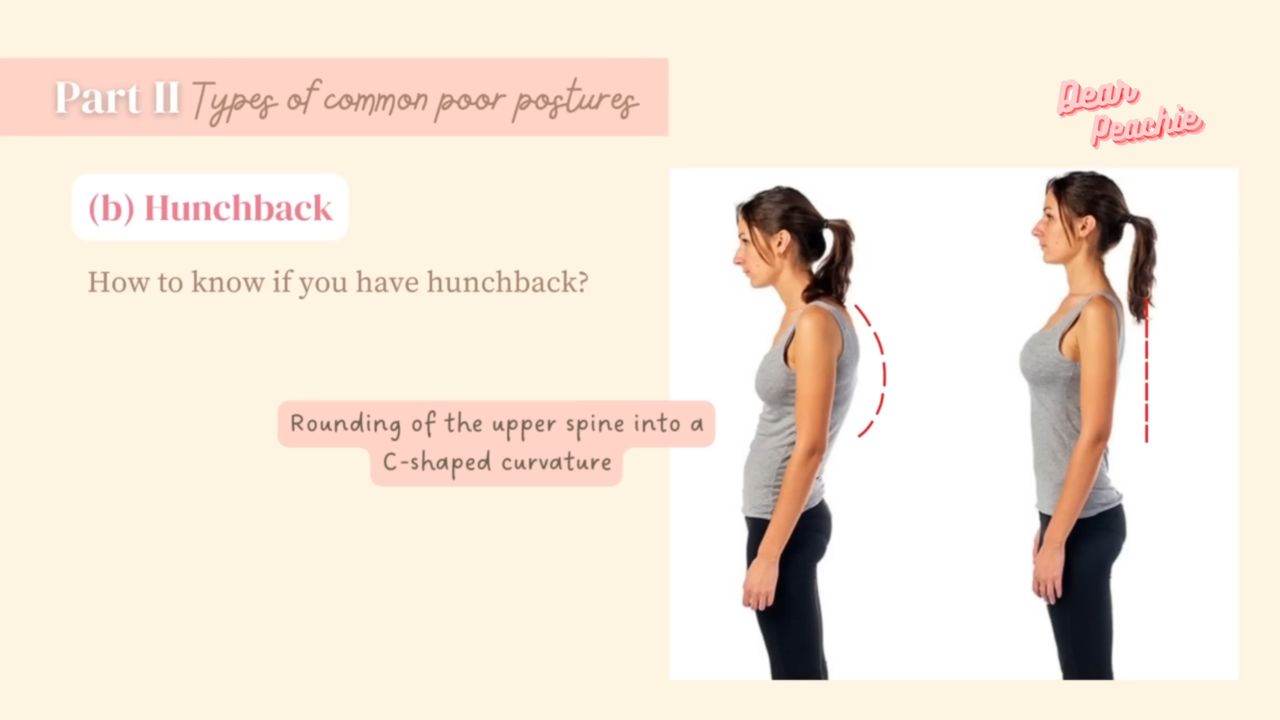 Part II Types of common poor postures
Dear
Peachie
(b) Hunchback
How to know if you have hunchback?
Rounding of the upper spine into a
C-shaped curvature